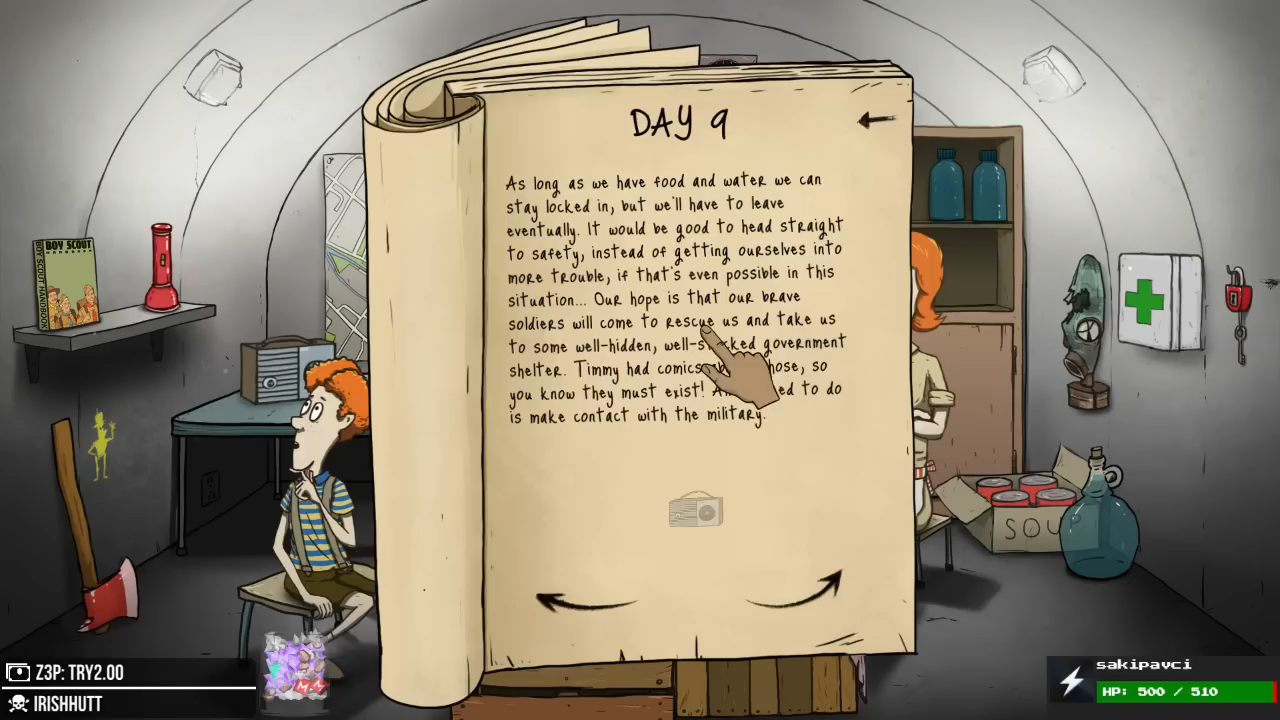 DAY 9
As long as we have food and water we can
stay locked in, but we'll have to leave
eventually. It would be good to head straight
to safety, instead of getting ourselves into
more trouble, if that's even possible in this
situation... Our hope is that our brave
soldiers will come to rescue us and take us
to some well-hidden, government
shelter. Timmy had comics so
you know they must exist! to do
is make contact with the military.
BOY SCOUT
BOY SCOUT HANDBOOK
SOUP
Z3P: TRY2.00
IRISHHUTT
sakipavci
HP: 500 / 510